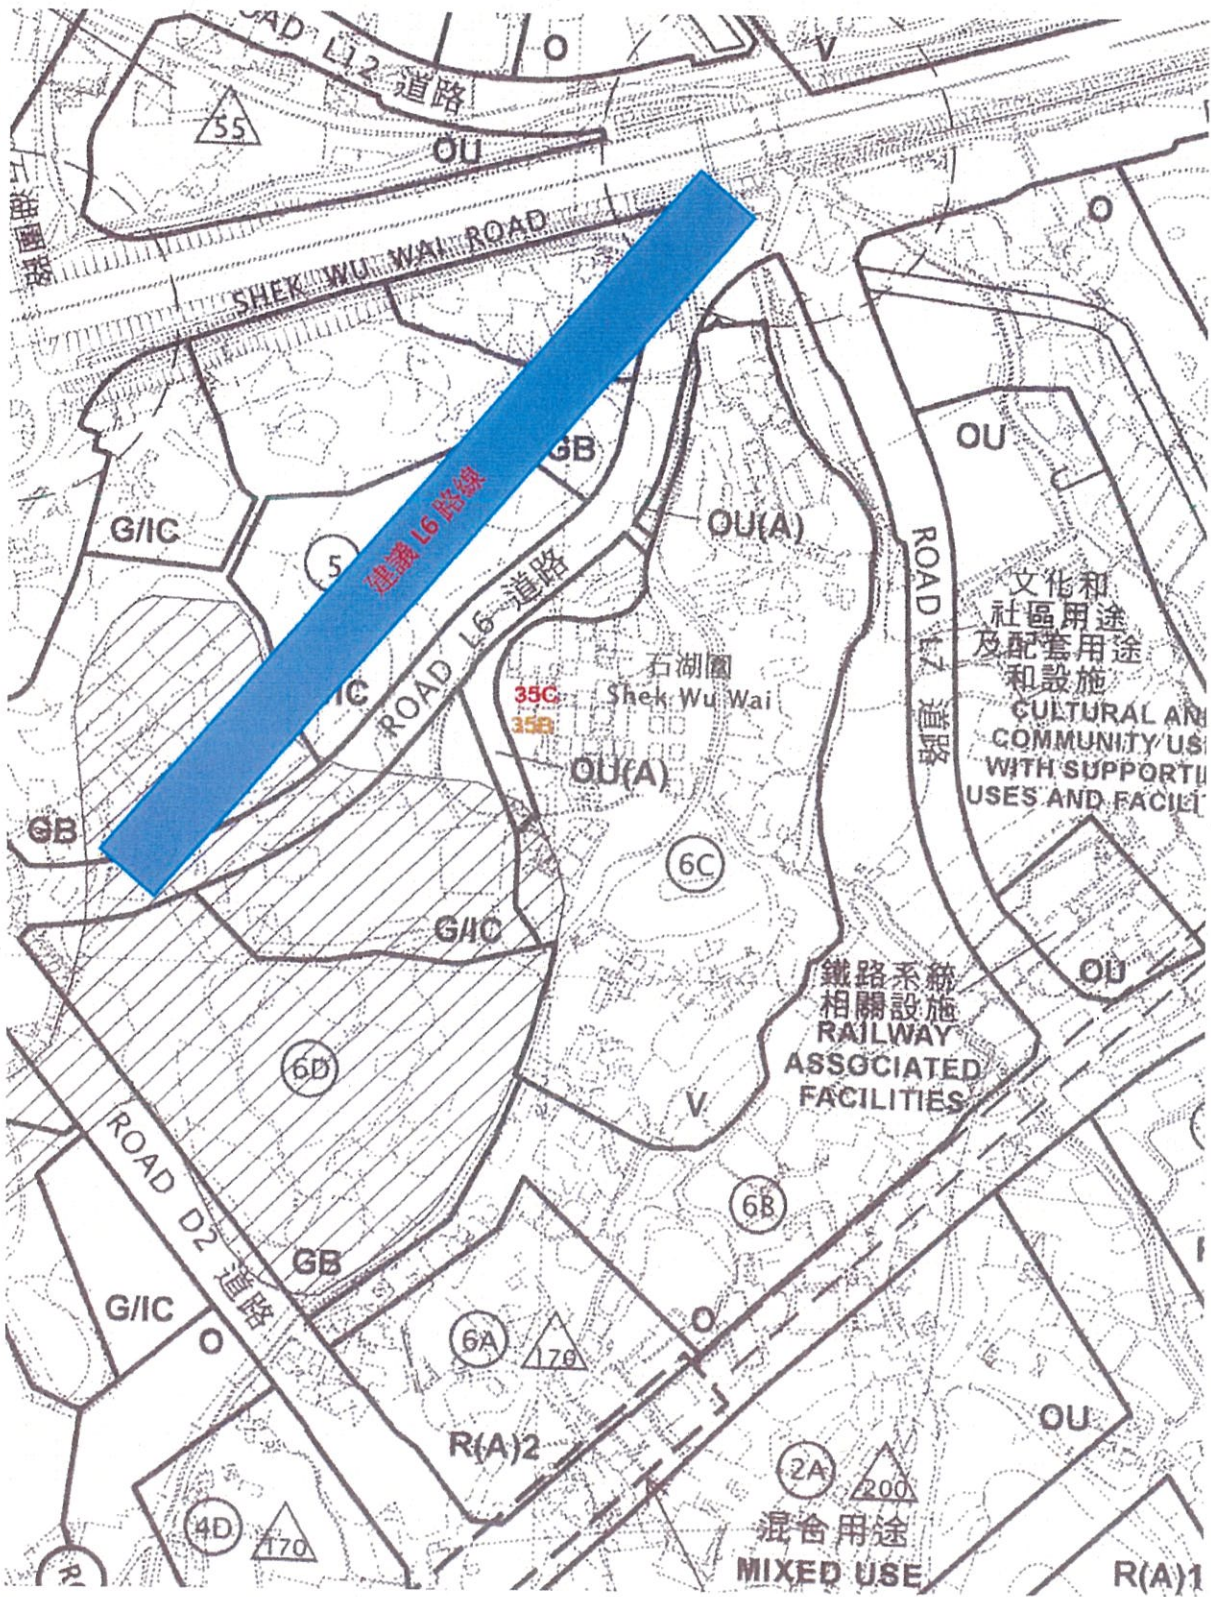 O
V
ROAD L12 道路
55
OU
O
SHEK WU WAI ROAD
OU
GB
G/IC
建議 L6 路線
OU(A)
5
ROAD L6 道路
ROAD L7 道路
文化和
社區用途
及配套用途
和設施
CULTURAL AN
COMMUNITY US
WITH SUPPORTI
USES AND FACILI
石湖圍
Shek Wu Wai
35C
35B
IC
OU(A)
GB
6C
G/IC
OU
鐵路系統
相關設施
RAILWAY
ASSOCIATED
FACILITIES
6D
V
ROAD D2 道路
6B
GB
G/IC
O
O
6A
170
OU
R(A)2
2A
200
4D
170
混合用途
MIXED USE
R(A)1